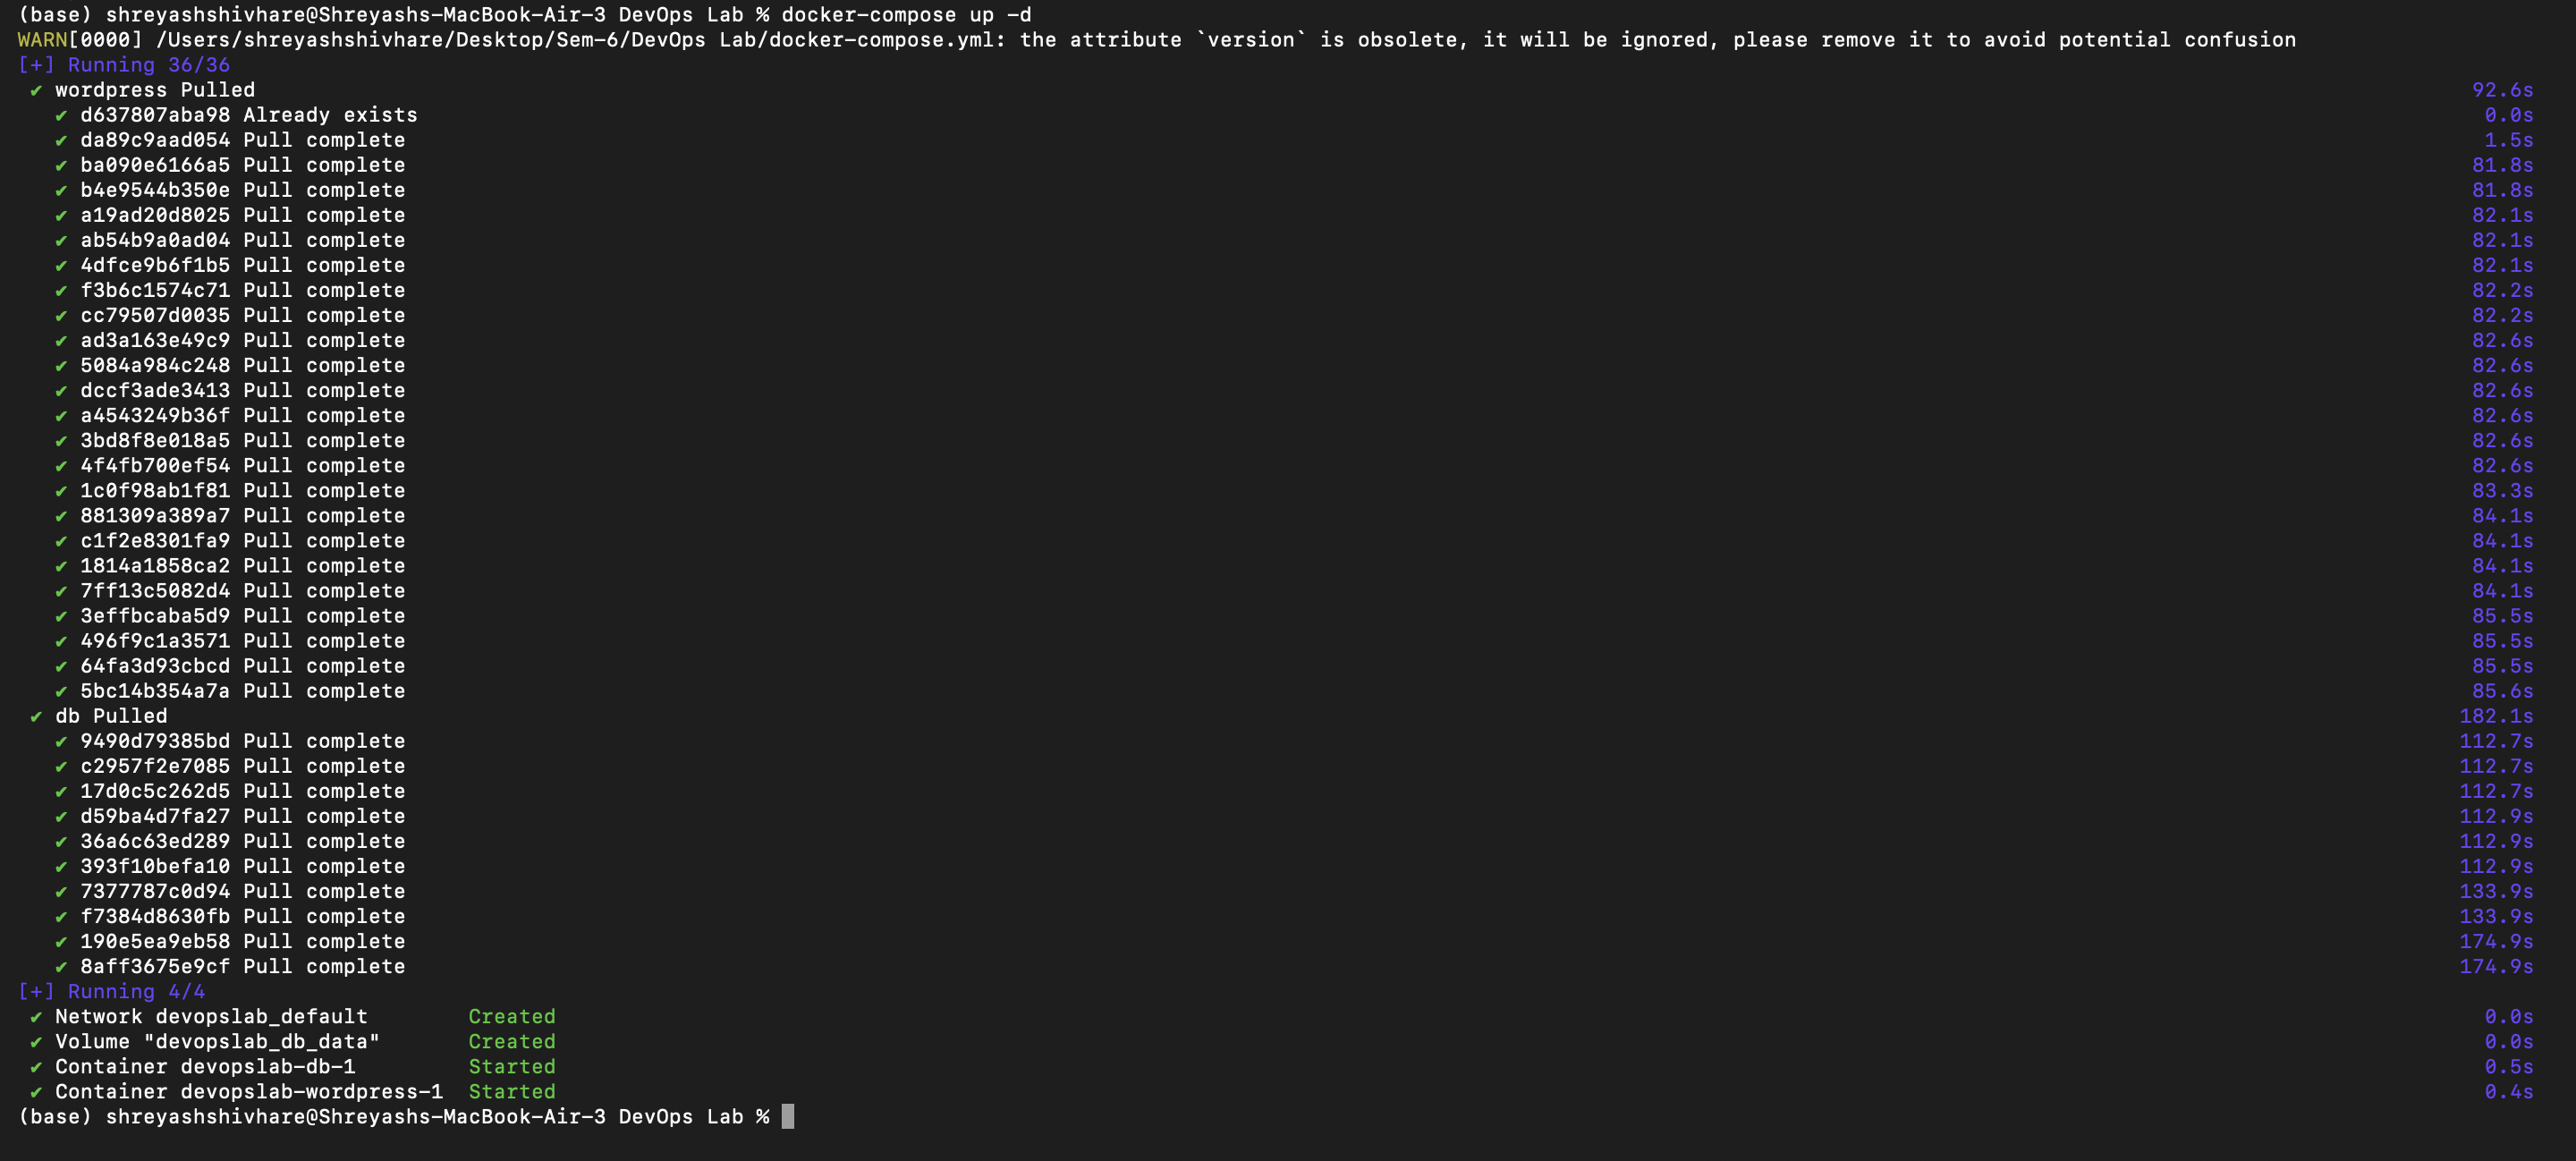 (base) shreyashshivhare@Shreyashs-MacBook-Air-3 DevOps Lab % docker-compose up -d
WARN[0000] /Users/shreyashshivhare/Desktop/Sem-6/DevOps Lab/docker-compose.yml: the attribute `version` is obsolete, it will be ignored, please remove it to avoid potential confusion
[+] Running 36/36
✔ wordpress Pulled 92.6s
✔ d637807aba98 Already exists 0.0s
✔ da89c9aad054 Pull complete 1.5s
✔ ba090e6166a5 Pull complete 81.8s
✔ b4e9544b350e Pull complete 81.8s
✔ a19ad20d8025 Pull complete 82.1s
✔ ab54b9a0ad04 Pull complete 82.1s
✔ 4dfce9b6f1b5 Pull complete 82.1s
✔ f3b6c1574c71 Pull complete 82.2s
✔ cc79507d0035 Pull complete 82.2s
✔ ad3a163e49c9 Pull complete 82.6s
✔ 5084a984c248 Pull complete 82.6s
✔ dccf3ade3413 Pull complete 82.6s
✔ a4543249b36f Pull complete 82.6s
✔ 3bd8f8e018a5 Pull complete 82.6s
✔ 4f4fb700ef54 Pull complete 82.6s
✔ 1c0f98ab1f81 Pull complete 83.3s
✔ 881309a389a7 Pull complete 84.1s
✔ c1f2e8301fa9 Pull complete 84.1s
✔ 1814a1858ca2 Pull complete 84.1s
✔ 7ff13c5082d4 Pull complete 84.1s
✔ 3effbcaba5d9 Pull complete 85.5s
✔ 496f9c1a3571 Pull complete 85.5s
✔ 64fa3d93cbcd Pull complete 85.5s
✔ 5bc14b354a7a Pull complete 85.6s
✔ db Pulled 182.1s
✔ 9490d79385bd Pull complete 112.7s
✔ c2957f2e7085 Pull complete 112.7s
✔ 17d0c5c262d5 Pull complete 112.7s
✔ d59ba4d7fa27 Pull complete 112.9s
✔ 36a6c63ed289 Pull complete 112.9s
✔ 393f10befa10 Pull complete 112.9s
✔ 7377787c0d94 Pull complete 133.9s
✔ f7384d8630fb Pull complete 133.9s
✔ 190e5ea9eb58 Pull complete 174.9s
✔ 8aff3675e9cf Pull complete 174.9s
[+] Running 4/4
✔ Network devopslab_default Created 0.0s
✔ Volume "devopslab_db_data" Created 0.0s
✔ Container devopslab-db-1 Started 0.5s
✔ Container devopslab-wordpress-1 Started 0.4s
(base) shreyashshivhare@Shreyashs-MacBook-Air-3 DevOps Lab %